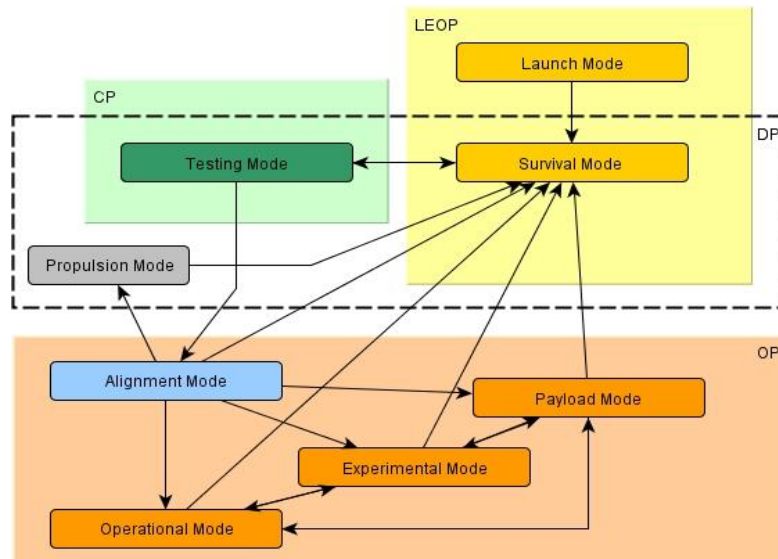 LEOP
Launch Mode
CP
DP
Testing Mode
Survival Mode
Propulsion Mode
OP
Alignment Mode
Payload Mode
Experimental Mode
Operational Mode